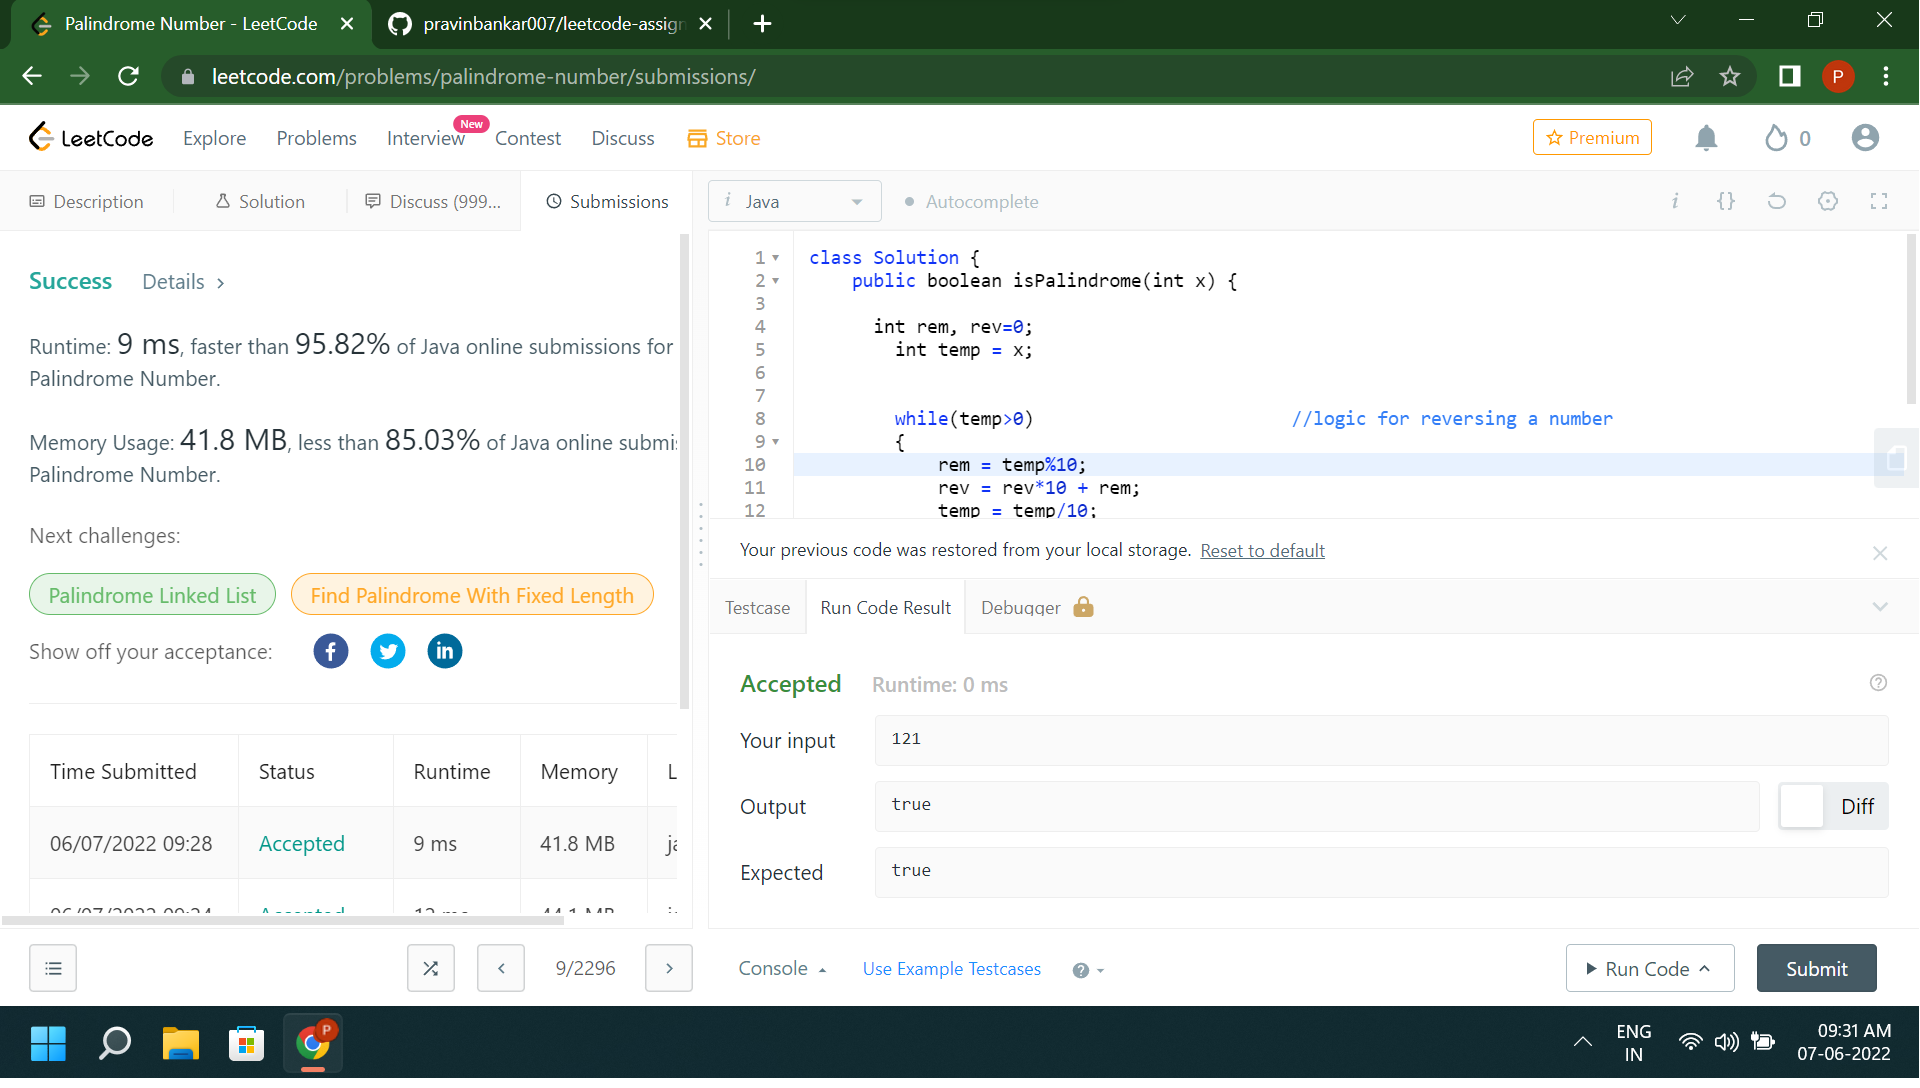 Palindrome Number - LeetCode
pravinbankar007/leetcode-assign
leetcode.com/problems/palindrome-number/submissions/
P
LeetCode
Explore
Problems
Interview
New
Contest
Discuss
Store
Premium
0
Description
Solution
Discuss (999...
Submissions
i Java
Autocomplete
Success
Details >
Runtime: 9 ms, faster than 95.82% of Java online submissions for
Palindrome Number.
Memory Usage: 41.8 MB, less than 85.03% of Java online submi
Palindrome Number.
Next challenges:
Palindrome Linked List
Find Palindrome With Fixed Length
Show off your acceptance:
Time Submitted Status Runtime Memory L
06/07/2022 09:28 Accepted 9 ms 41.8 MB
9/2296
1 class Solution {
2 public boolean isPalindrome(int x) {
3
4 int rem, rev=0;
5 int temp = x;
6
7
8 while(temp>0) //logic for reversing a number
9 {
10 rem = temp%10;
11 rev = rev*10 + rem;
12 temp = temp/10;
Your previous code was restored from your local storage. Reset to default
Testcase
Run Code Result
Debugger
Accepted Runtime: 0 ms
Your input 121
Output true
Diff
Expected true
Console
Use Example Testcases
Run Code
Submit
P
ENG
IN
09:31 AM
07-06-2022